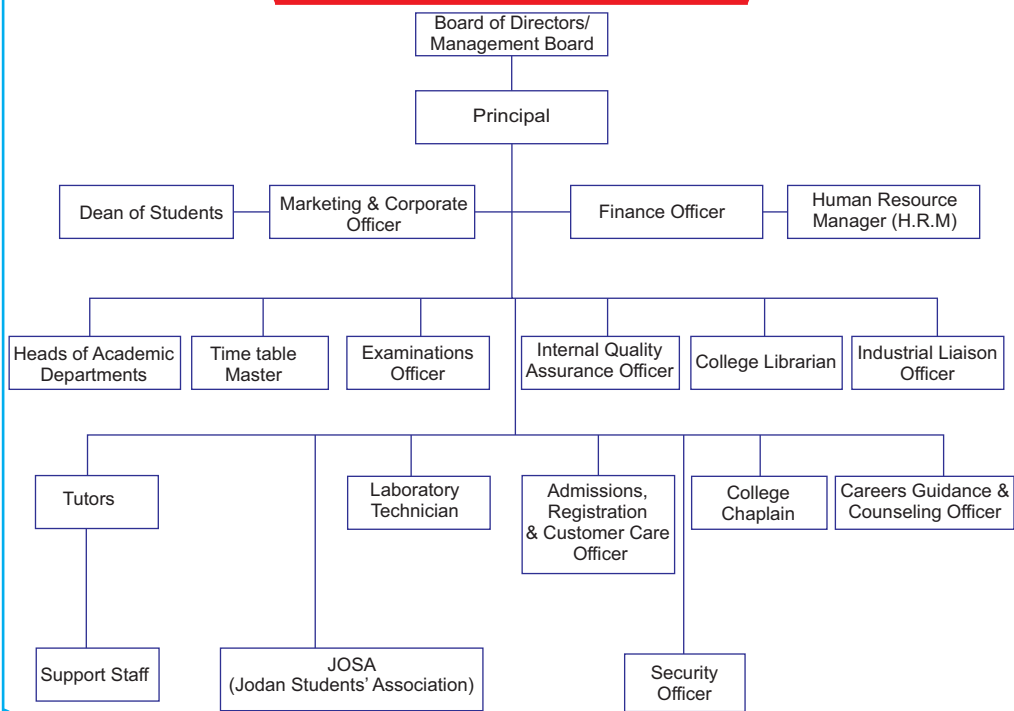 Board of Directors/
Management Board
Principal
Dean of Students
Marketing & Corporate
Officer
Finance Officer
Human Resource
Manager (H.R.M)
Heads of Academic
Departments
Time table
Master
Examinations
Officer
Internal Quality
Assurance Officer
College Librarian
Industrial Liaison
Officer
Tutors
Laboratory
Technician
Admissions,
Registration
& Customer Care
Officer
College
Chaplain
Careers Guidance &
Counseling Officer
Support Staff
JOSA
(Jodan Students' Association)
Security
Officer